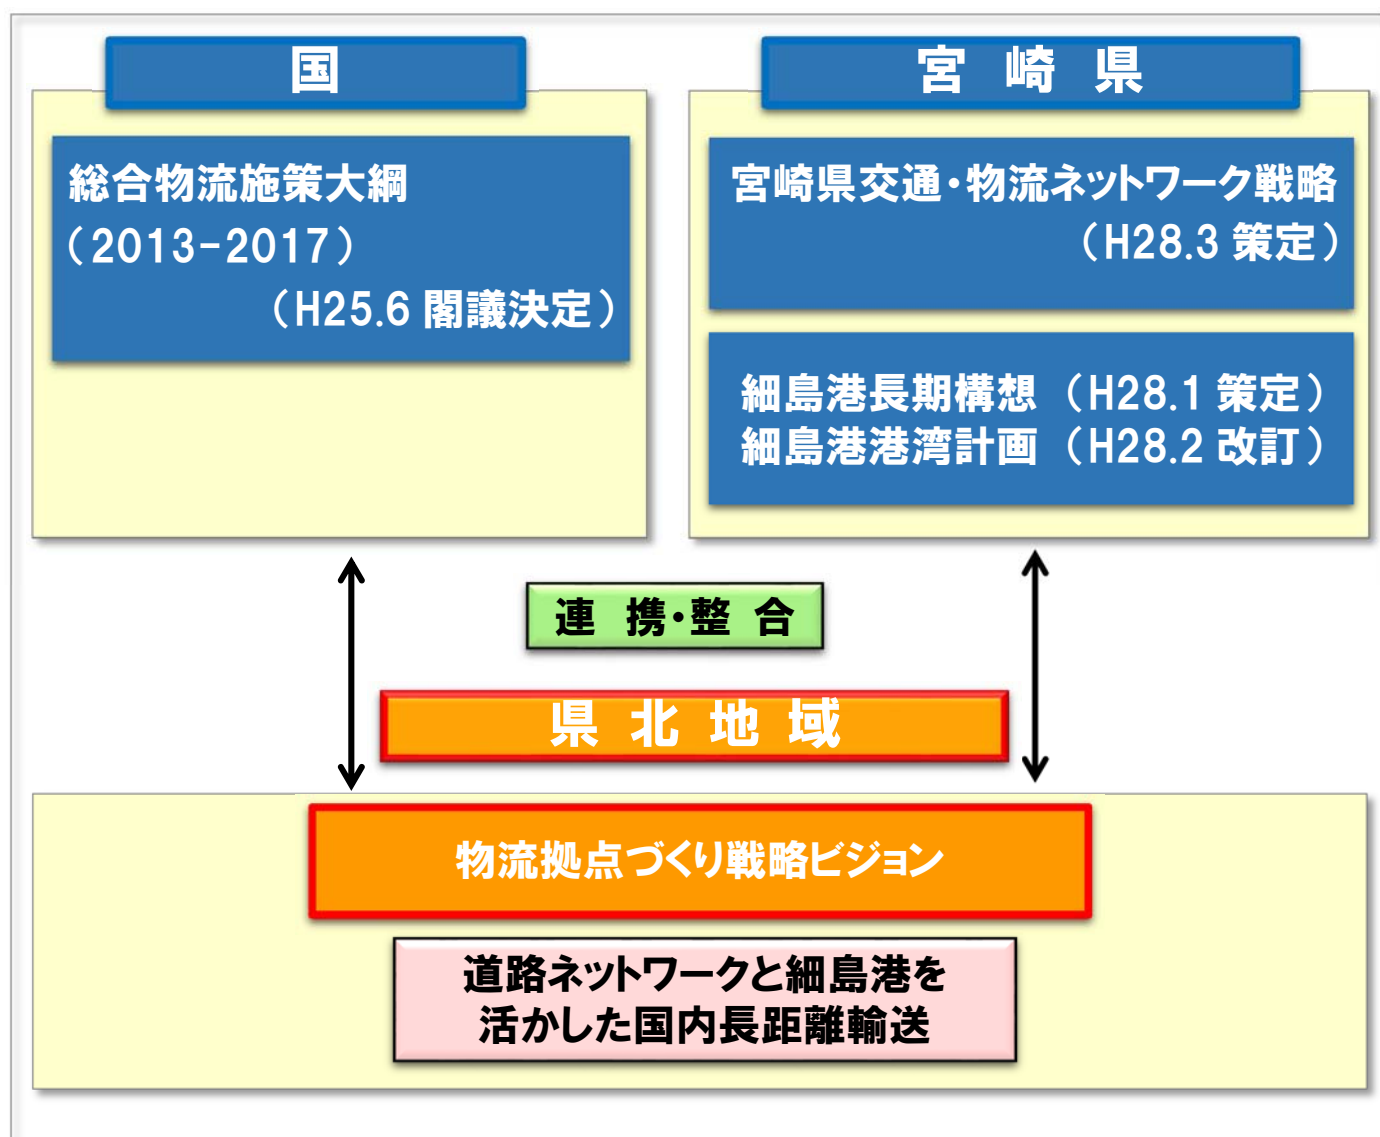 国
総合物流施策大綱
（2013-2017）
（H25.6 閣議決定）
宮 崎 県
宮崎県交通・物流ネットワーク戦略
（H28.3 策定）
細島港長期構想 （H28.1 策定）
細島港港湾計画 （H28.2 改訂）
連 携・整 合
県 北 地 域
物流拠点づくり戦略ビジョン
道路ネットワークと細島港を
活かした国内長距離輸送